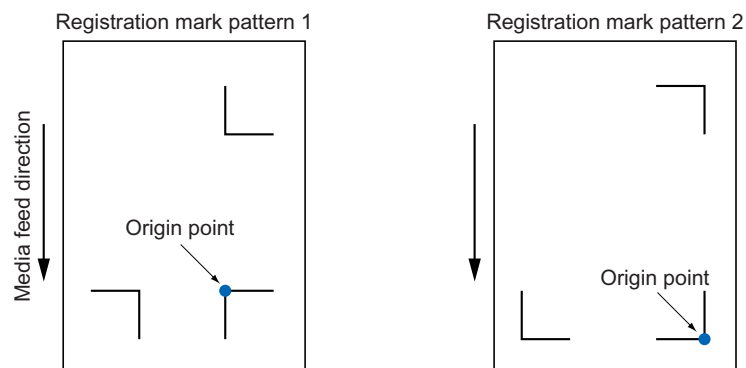 Registration mark pattern 1
Registration mark pattern 2
Media feed direction
Origin point
Origin point